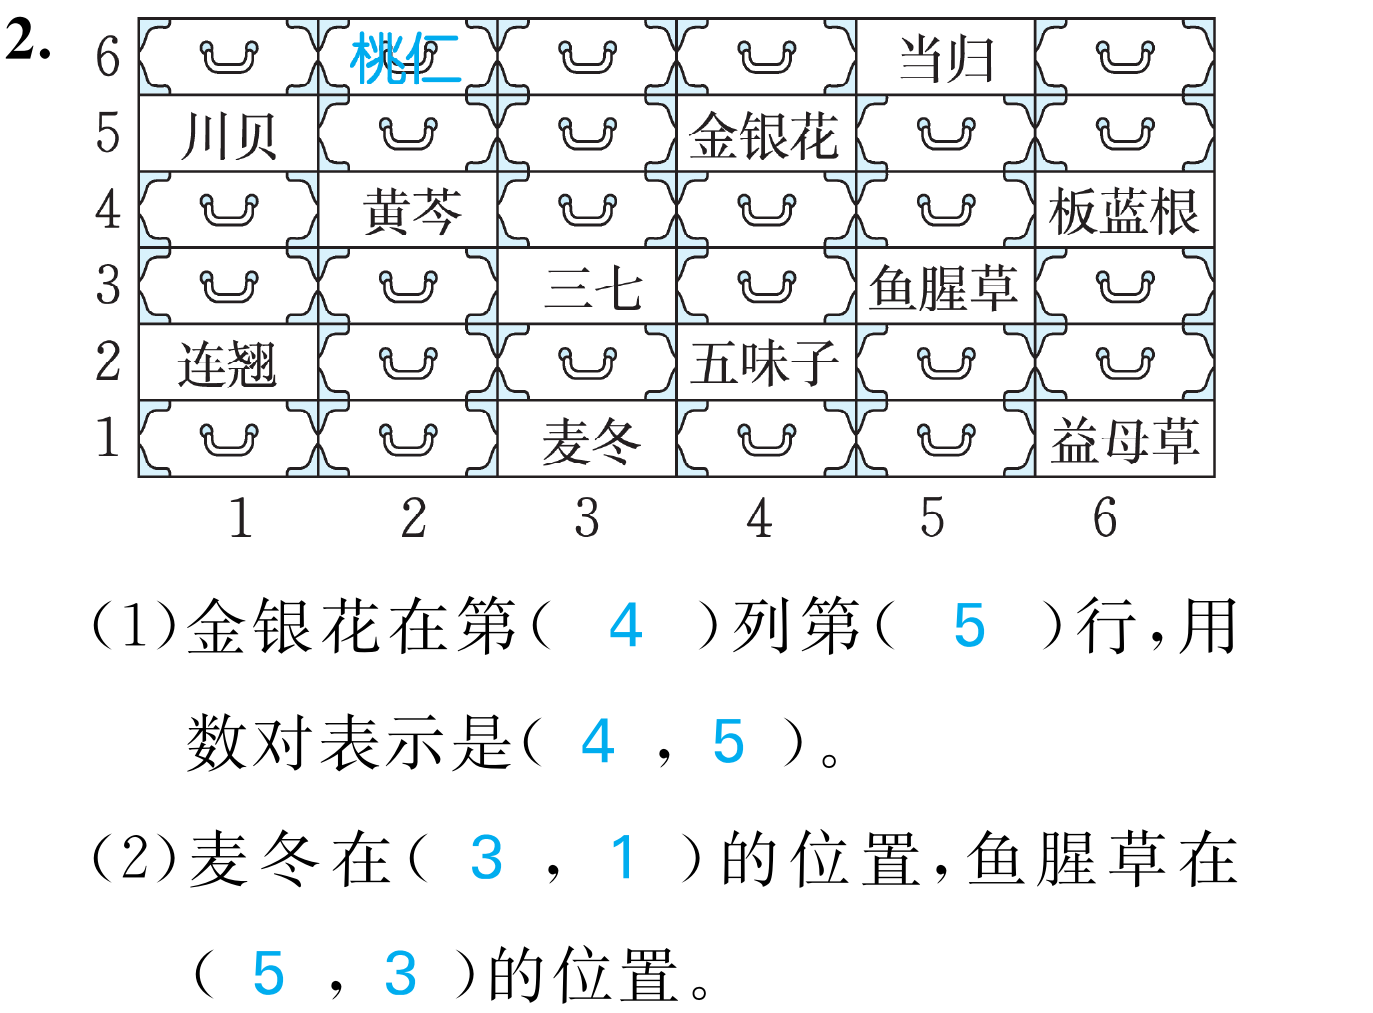 2.
6 桃仁 当归
5 川贝 金银花
4 黄芩 板蓝根
3 三七 鱼腥草
2 连翘 五味子
1 麦冬 益母草
1 2 3 4 5 6
(1)金银花在第( 4 )列第( 5 )行,用
数对表示是( 4 , 5 )。
(2)麦冬在( 3 , 1 )的位置,鱼腥草在
( 5 , 3 )的位置。